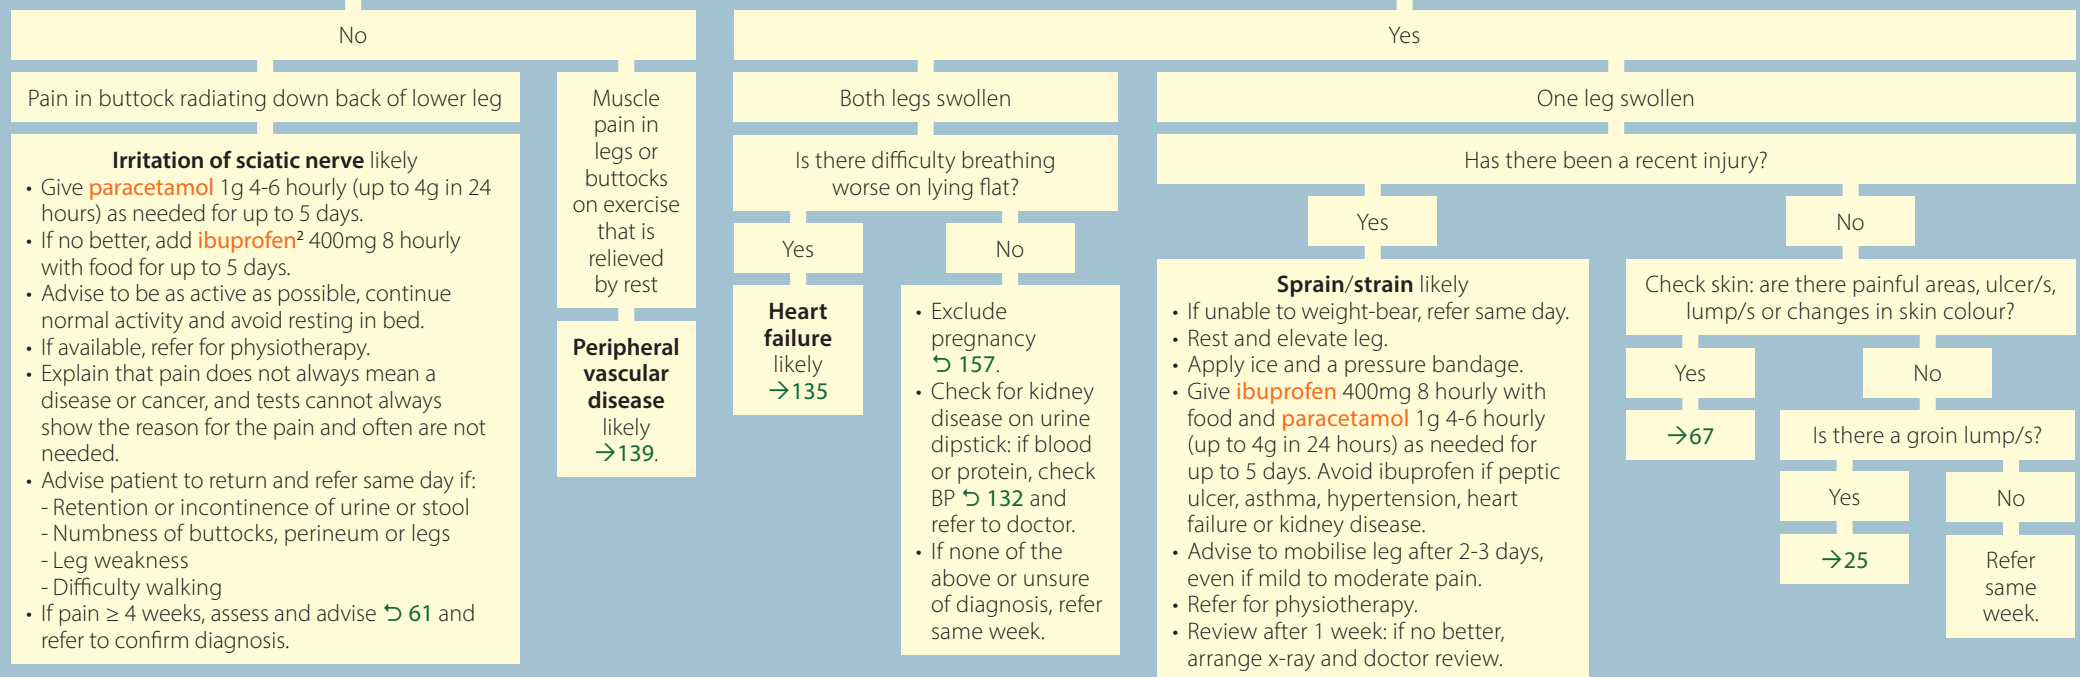 No
Pain in buttock radiating down back of lower leg
Irritation of sciatic nerve likely
• Give paracetamol 1g 4-6 hourly (up to 4g in 24
hours) as needed for up to 5 days.
• If no better, add ibuprofen² 400mg 8 hourly
with food for up to 5 days.
• Advise to be as active as possible, continue
normal activity and avoid resting in bed.
• If available, refer for physiotherapy.
• Explain that pain does not always mean a
disease or cancer, and tests cannot always
show the reason for the pain and often are not
needed.
• Advise patient to return and refer same day if:
- Retention or incontinence of urine or stool
- Numbness of buttocks, perineum or legs
- Leg weakness
- Difficulty walking
• If pain ≥ 4 weeks, assess and advise ⮌ 61 and
refer to confirm diagnosis.
Muscle
pain in
legs or
buttocks
on exercise
that is
relieved
by rest
Peripheral
vascular
disease
likely
→139.
Yes
Both legs swollen
Is there difficulty breathing
worse on lying flat?
Yes
Heart
failure
likely
→135
No
• Exclude
pregnancy
⮌ 157.
• Check for kidney
disease on urine
dipstick: if blood
or protein, check
BP ⮌ 132 and
refer to doctor.
• If none of the
above or unsure
of diagnosis, refer
same week.
One leg swollen
Has there been a recent injury?
Yes
Sprain/strain likely
• If unable to weight-bear, refer same day.
• Rest and elevate leg.
• Apply ice and a pressure bandage.
• Give ibuprofen 400mg 8 hourly with
food and paracetamol 1g 4-6 hourly
(up to 4g in 24 hours) as needed for
up to 5 days. Avoid ibuprofen if peptic
ulcer, asthma, hypertension, heart
failure or kidney disease.
• Advise to mobilise leg after 2-3 days,
even if mild to moderate pain.
• Refer for physiotherapy.
• Review after 1 week: if no better,
arrange x-ray and doctor review.
No
Check skin: are there painful areas, ulcer/s,
lump/s or changes in skin colour?
Yes
→67
No
Is there a groin lump/s?
Yes
→25
No
Refer
same
week.